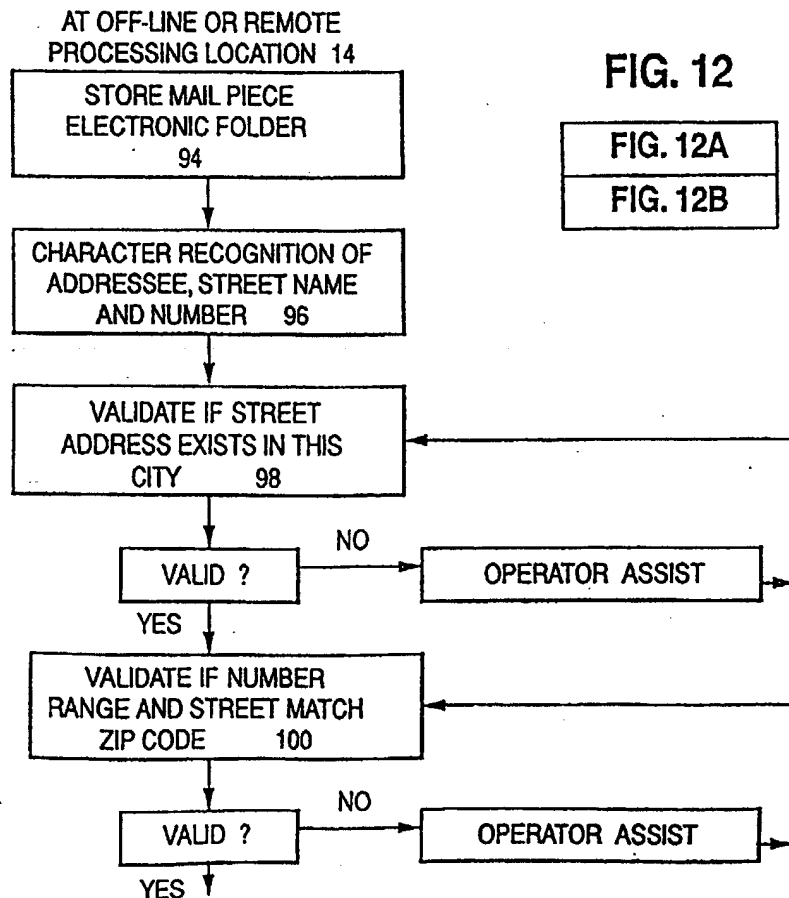 AT OFF-LINE OR REMOTE
PROCESSING LOCATION 14
STORE MAIL PIECE
ELECTRONIC FOLDER
94
FIG. 12
FIG. 12A
FIG. 12B
CHARACTER RECOGNITION OF
ADDRESSEE, STREET NAME
AND NUMBER 96
VALIDATE IF STREET
ADDRESS EXISTS IN THIS
CITY 98
VALID ?
NO
OPERATOR ASSIST
YES
VALIDATE IF NUMBER
RANGE AND STREET MATCH
ZIP CODE 100
VALID ?
NO
OPERATOR ASSIST
YES